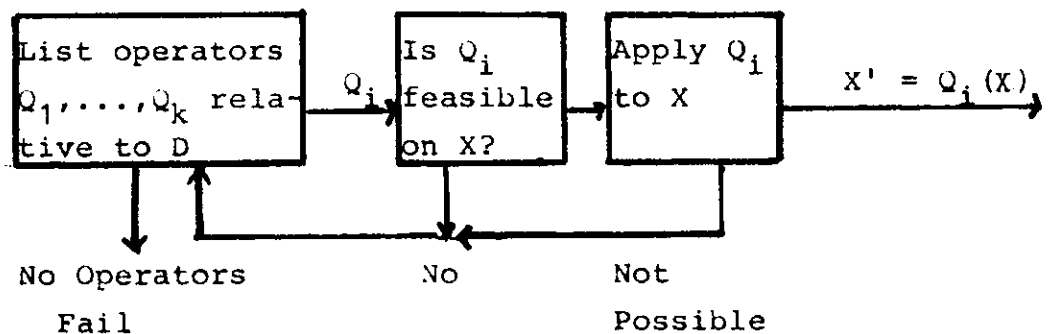 List operators
Q₁,...,Qₖ rela-
tive to D
Qᵢ
Is Qᵢ
feasible
on X?
Apply Qᵢ
to X
X' = Qᵢ(X)
No Operators
Fail
No
Not
Possible